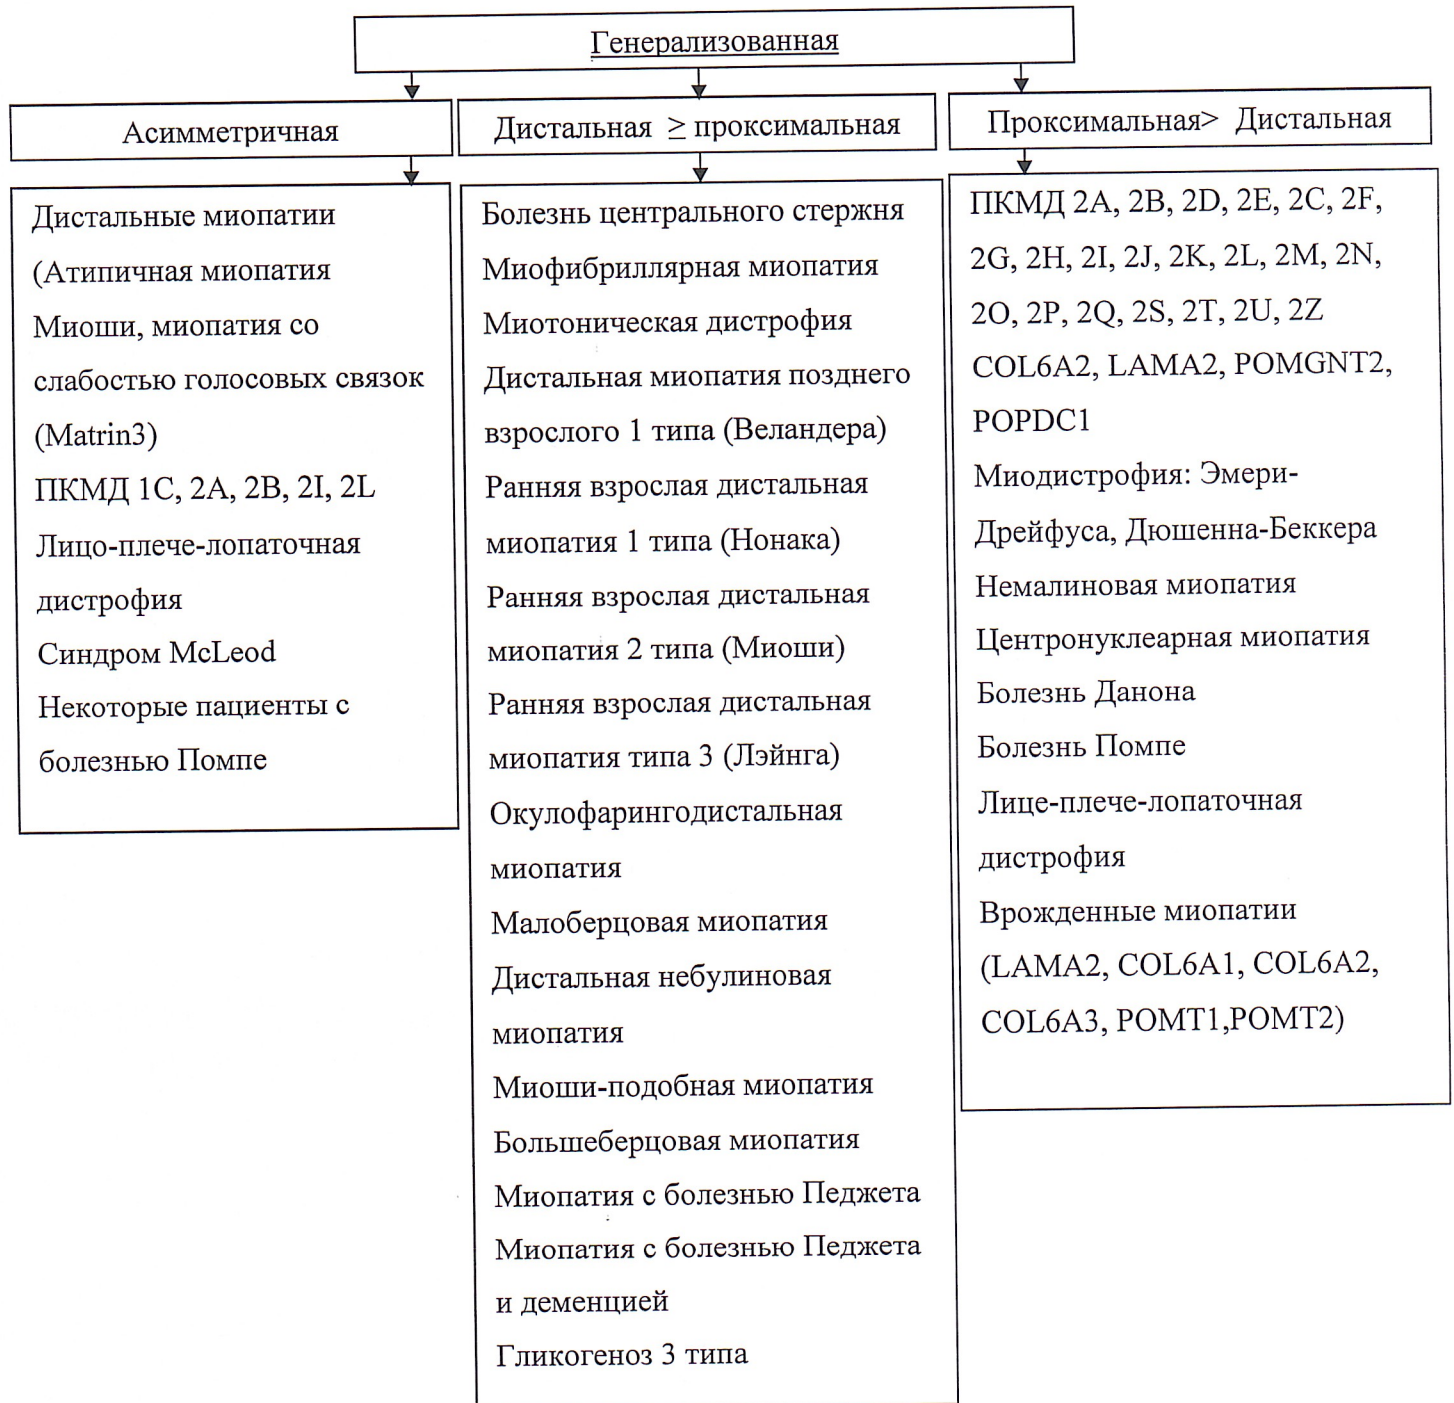 Генерализованная
Асимметричная
Дистальная ≥ проксимальная
Проксимальная> Дистальная
Дистальные миопатии
(Атипичная миопатия
Миоши, миопатия со
слабостью голосовых связок
(Matrin3)
ПКМД 1С, 2А, 2В, 2I, 2L
Лицо-плече-лопаточная
дистрофия
Синдром McLeod
Некоторые пациенты с
болезнью Помпе
Болезнь центрального стержня
Миофибриллярная миопатия
Миотоническая дистрофия
Дистальная миопатия позднего
взрослого 1 типа (Веландера)
Ранняя взрослая дистальная
миопатия 1 типа (Нонака)
Ранняя взрослая дистальная
миопатия 2 типа (Миоши)
Ранняя взрослая дистальная
миопатия типа 3 (Лэйнга)
Окулофарингодистальная
миопатия
Малоберцовая миопатия
Дистальная небулиновая
миопатия
Миоши-подобная миопатия
Большеберцовая миопатия
Миопатия с болезнью Педжета
Миопатия с болезнью Педжета
и деменцией
Гликогеноз 3 типа
ПКМД 2A, 2B, 2D, 2E, 2C, 2F,
2G, 2H, 2I, 2J, 2K, 2L, 2M, 2N,
2O, 2P, 2Q, 2S, 2T, 2U, 2Z
COL6A2, LAMA2, POMGNT2,
POPDC1
Миодистрофия: Эмери-
Дрейфуса, Дюшенна-Беккера
Немалиновая миопатия
Центронуклеарная миопатия
Болезнь Данона
Болезнь Помпе
Лице-плече-лопаточная
дистрофия
Врожденные миопатии
(LAMA2, COL6A1, COL6A2,
COL6A3, POMT1,POMT2)